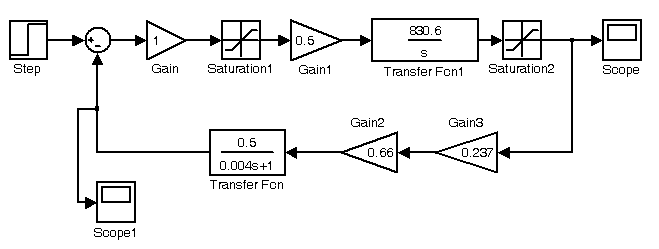 Step
+
-
1
Gain
Saturation1
0.5
Gain1
830.6
s
Transfer Fcn1
Saturation2
Scope
Gain2
0.66
Gain3
0.237
0.5
0.004s+1
Transfer Fcn
Scope1